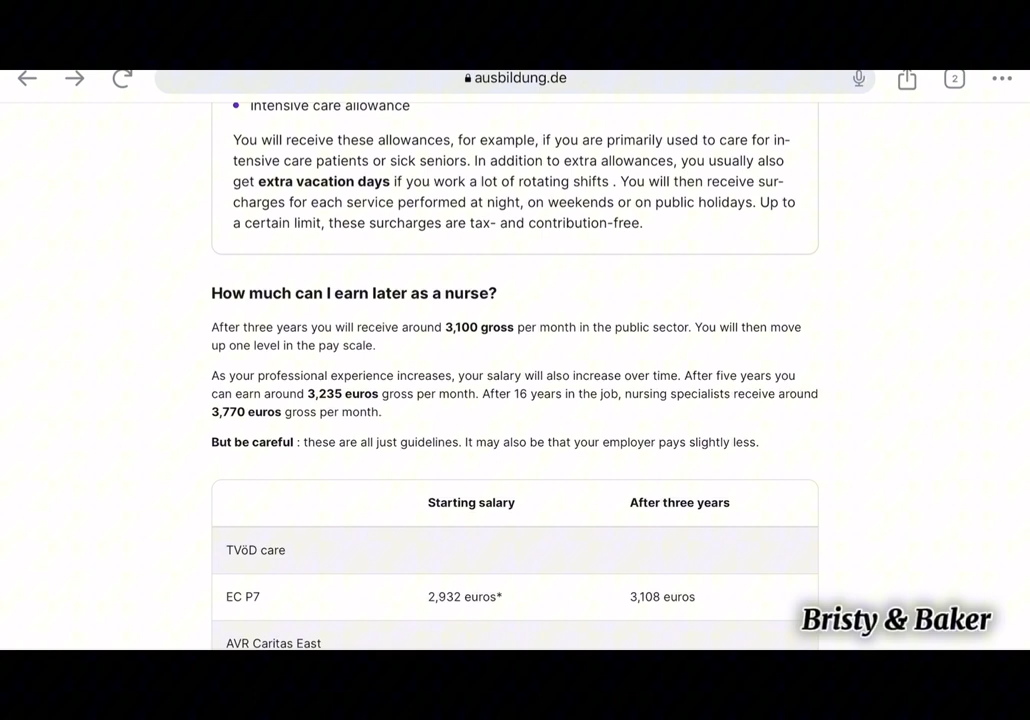 ausbildung.de
2
intensive care allowance
You will receive these allowances, for example, if you are primarily used to care for in-
tensive care patients or sick seniors. In addition to extra allowances, you usually also
get extra vacation days if you work a lot of rotating shifts . You will then receive sur-
charges for each service performed at night, on weekends or on public holidays. Up to
a certain limit, these surcharges are tax- and contribution-free.
How much can I earn later as a nurse?
After three years you will receive around 3,100 gross per month in the public sector. You will then move
up one level in the pay scale.
As your professional experience increases, your salary will also increase over time. After five years you
can earn around 3,235 euros gross per month. After 16 years in the job, nursing specialists receive around
3,770 euros gross per month.
But be careful : these are all just guidelines. It may also be that your employer pays slightly less.
Starting salary After three years
TVöD care
EC P7 2,932 euros* 3,108 euros
Bristy & Baker
AVR Caritas East